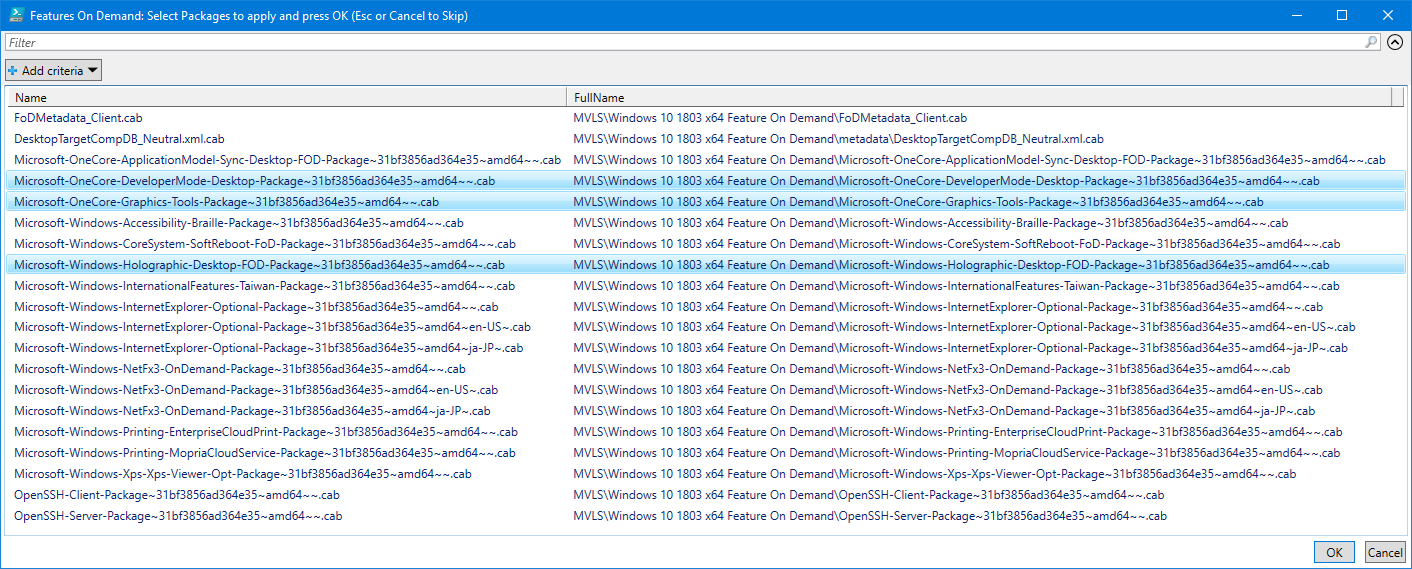 Features On Demand: Select Packages to apply and press OK (Esc or Cancel to Skip)
Filter
Add criteria
Name FullName
FoDMetadata_Client.cab MVLS\Windows 10 1803 x64 Feature On Demand\FoDMetadata_Client.cab
DesktopTargetCompDB_Neutral.xml.cab MVLS\Windows 10 1803 x64 Feature On Demand\metadata\DesktopTargetCompDB_Neutral.xml.cab
Microsoft-OneCore-ApplicationModel-Sync-Desktop-FOD-Package~31bf3856ad364e35~amd64~~.cab MVLS\Windows 10 1803 x64 Feature On Demand\Microsoft-OneCore-ApplicationModel-Sync-Desktop-FOD-Package~31bf3856ad364e35~amd64~~.cab
Microsoft-OneCore-DeveloperMode-Desktop-Package~31bf3856ad364e35~amd64~~.cab MVLS\Windows 10 1803 x64 Feature On Demand\Microsoft-OneCore-DeveloperMode-Desktop-Package~31bf3856ad364e35~amd64~~.cab
Microsoft-OneCore-Graphics-Tools-Package~31bf3856ad364e35~amd64~~.cab MVLS\Windows 10 1803 x64 Feature On Demand\Microsoft-OneCore-Graphics-Tools-Package~31bf3856ad364e35~amd64~~.cab
Microsoft-Windows-Accessibility-Braille-Package~31bf3856ad364e35~amd64~~.cab MVLS\Windows 10 1803 x64 Feature On Demand\Microsoft-Windows-Accessibility-Braille-Package~31bf3856ad364e35~amd64~~.cab
Microsoft-Windows-CoreSystem-SoftReboot-FoD-Package~31bf3856ad364e35~amd64~~.cab MVLS\Windows 10 1803 x64 Feature On Demand\Microsoft-Windows-CoreSystem-SoftReboot-FoD-Package~31bf3856ad364e35~amd64~~.cab
Microsoft-Windows-Holographic-Desktop-FOD-Package~31bf3856ad364e35~amd64~~.cab MVLS\Windows 10 1803 x64 Feature On Demand\Microsoft-Windows-Holographic-Desktop-FOD-Package~31bf3856ad364e35~amd64~~.cab
Microsoft-Windows-InternationalFeatures-Taiwan-Package~31bf3856ad364e35~amd64~~.cab MVLS\Windows 10 1803 x64 Feature On Demand\Microsoft-Windows-InternationalFeatures-Taiwan-Package~31bf3856ad364e35~amd64~~.cab
Microsoft-Windows-InternetExplorer-Optional-Package~31bf3856ad364e35~amd64~~.cab MVLS\Windows 10 1803 x64 Feature On Demand\Microsoft-Windows-InternetExplorer-Optional-Package~31bf3856ad364e35~amd64~~.cab
Microsoft-Windows-InternetExplorer-Optional-Package~31bf3856ad364e35~amd64~en-US~.cab MVLS\Windows 10 1803 x64 Feature On Demand\Microsoft-Windows-InternetExplorer-Optional-Package~31bf3856ad364e35~amd64~en-US~.cab
Microsoft-Windows-InternetExplorer-Optional-Package~31bf3856ad364e35~amd64~ja-JP~.cab MVLS\Windows 10 1803 x64 Feature On Demand\Microsoft-Windows-InternetExplorer-Optional-Package~31bf3856ad364e35~amd64~ja-JP~.cab
Microsoft-Windows-NetFx3-OnDemand-Package~31bf3856ad364e35~amd64~~.cab MVLS\Windows 10 1803 x64 Feature On Demand\Microsoft-Windows-NetFx3-OnDemand-Package~31bf3856ad364e35~amd64~~.cab
Microsoft-Windows-NetFx3-OnDemand-Package~31bf3856ad364e35~amd64~en-US~.cab MVLS\Windows 10 1803 x64 Feature On Demand\Microsoft-Windows-NetFx3-OnDemand-Package~31bf3856ad364e35~amd64~en-US~.cab
Microsoft-Windows-NetFx3-OnDemand-Package~31bf3856ad364e35~amd64~ja-JP~.cab MVLS\Windows 10 1803 x64 Feature On Demand\Microsoft-Windows-NetFx3-OnDemand-Package~31bf3856ad364e35~amd64~ja-JP~.cab
Microsoft-Windows-Printing-EnterpriseCloudPrint-Package~31bf3856ad364e35~amd64~~.cab MVLS\Windows 10 1803 x64 Feature On Demand\Microsoft-Windows-Printing-EnterpriseCloudPrint-Package~31bf3856ad364e35~amd64~~.cab
Microsoft-Windows-Printing-MopriaCloudService-Package~31bf3856ad364e35~amd64~~.cab MVLS\Windows 10 1803 x64 Feature On Demand\Microsoft-Windows-Printing-MopriaCloudService-Package~31bf3856ad364e35~amd64~~.cab
Microsoft-Windows-Xps-Xps-Viewer-Opt-Package~31bf3856ad364e35~amd64~~.cab MVLS\Windows 10 1803 x64 Feature On Demand\Microsoft-Windows-Xps-Xps-Viewer-Opt-Package~31bf3856ad364e35~amd64~~.cab
OpenSSH-Client-Package~31bf3856ad364e35~amd64~~.cab MVLS\Windows 10 1803 x64 Feature On Demand\OpenSSH-Client-Package~31bf3856ad364e35~amd64~~.cab
OpenSSH-Server-Package~31bf3856ad364e35~amd64~~.cab MVLS\Windows 10 1803 x64 Feature On Demand\OpenSSH-Server-Package~31bf3856ad364e35~amd64~~.cab
OK Cancel